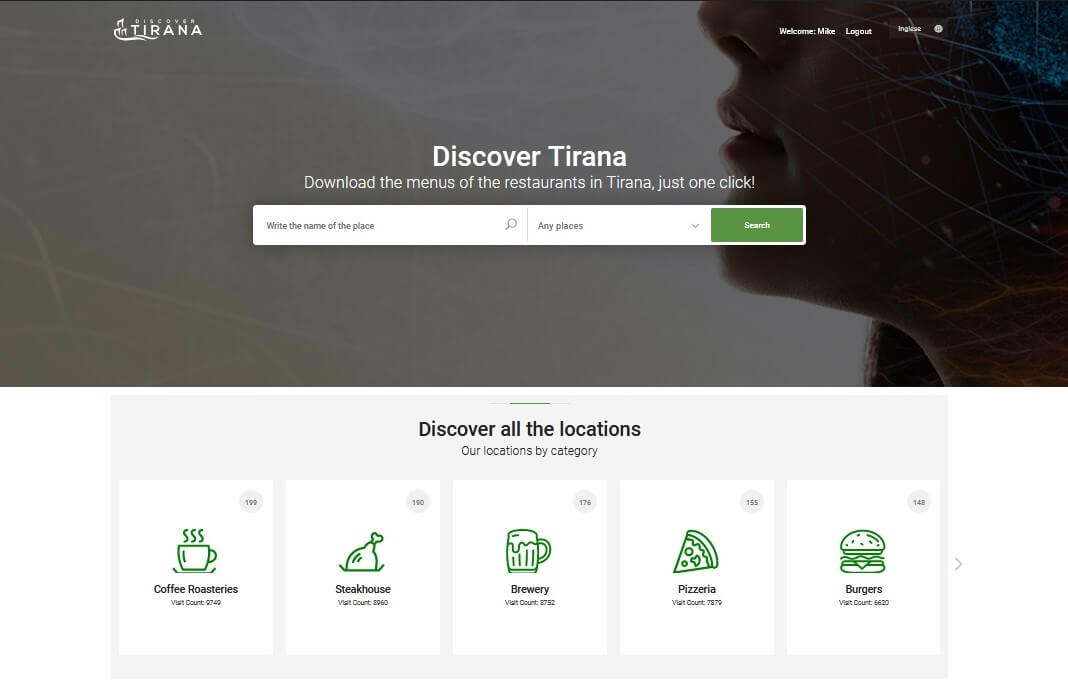 DISCOVER
TIRANA
Welcome: Mike
Logout
Inglese
Discover Tirana
Download the menus of the restaurants in Tirana, just one click!
Write the name of the place
Any places
Search
Discover all the locations
Our locations by category
199
Coffee Roasteries
Visit Count: 9749
190
Steakhouse
Visit Count: 8960
176
Brewery
Visit Count: 8752
155
Pizzeria
Visit Count: 7879
148
Burgers
Visit Count: 6620